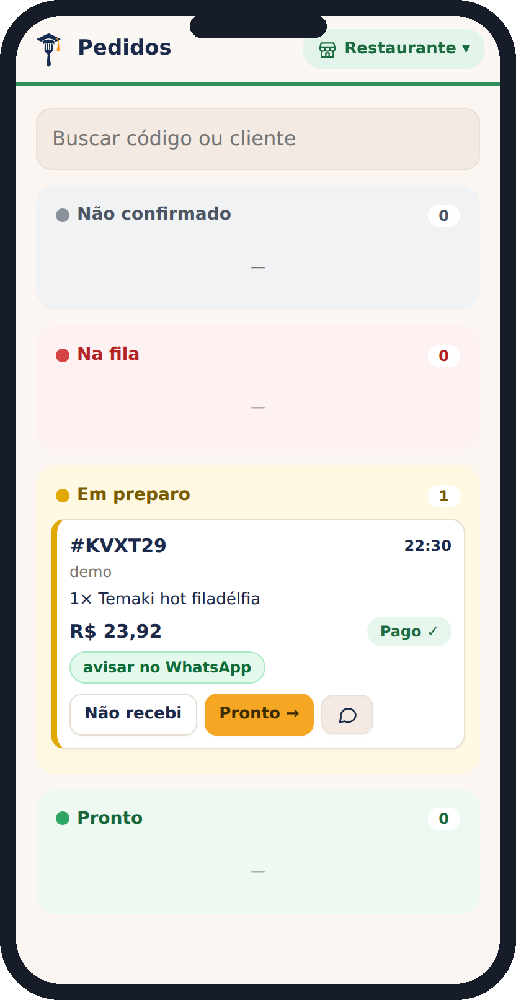 Pedidos
Restaurante ▼
Buscar código ou cliente
Não confirmado 0
—
Na fila 0
—
Em preparo 1
#KVXT29 22:30
demo
1× Temaki hot filadélfia
R$ 23,92 Pago ✓
avisar no WhatsApp
Não recebi Pronto →
Pronto 0
—